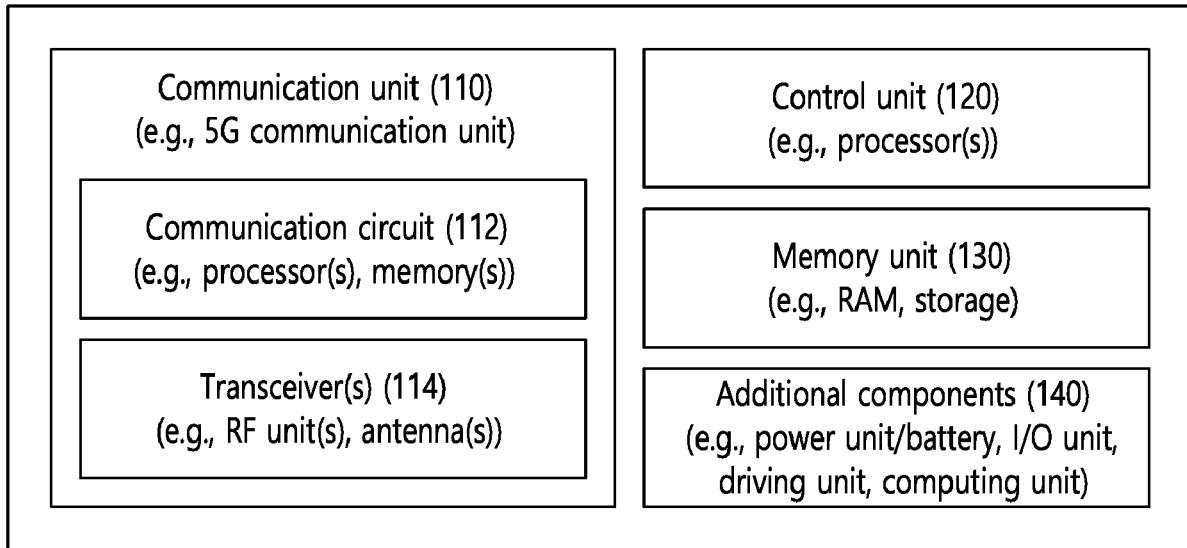 Communication unit (110)
(e.g., 5G communication unit)
Communication circuit (112)
(e.g., processor(s), memory(s))
Transceiver(s) (114)
(e.g., RF unit(s), antenna(s))
Control unit (120)
(e.g., processor(s))
Memory unit (130)
(e.g., RAM, storage)
Additional components (140)
(e.g., power unit/battery, I/O unit,
driving unit, computing unit)